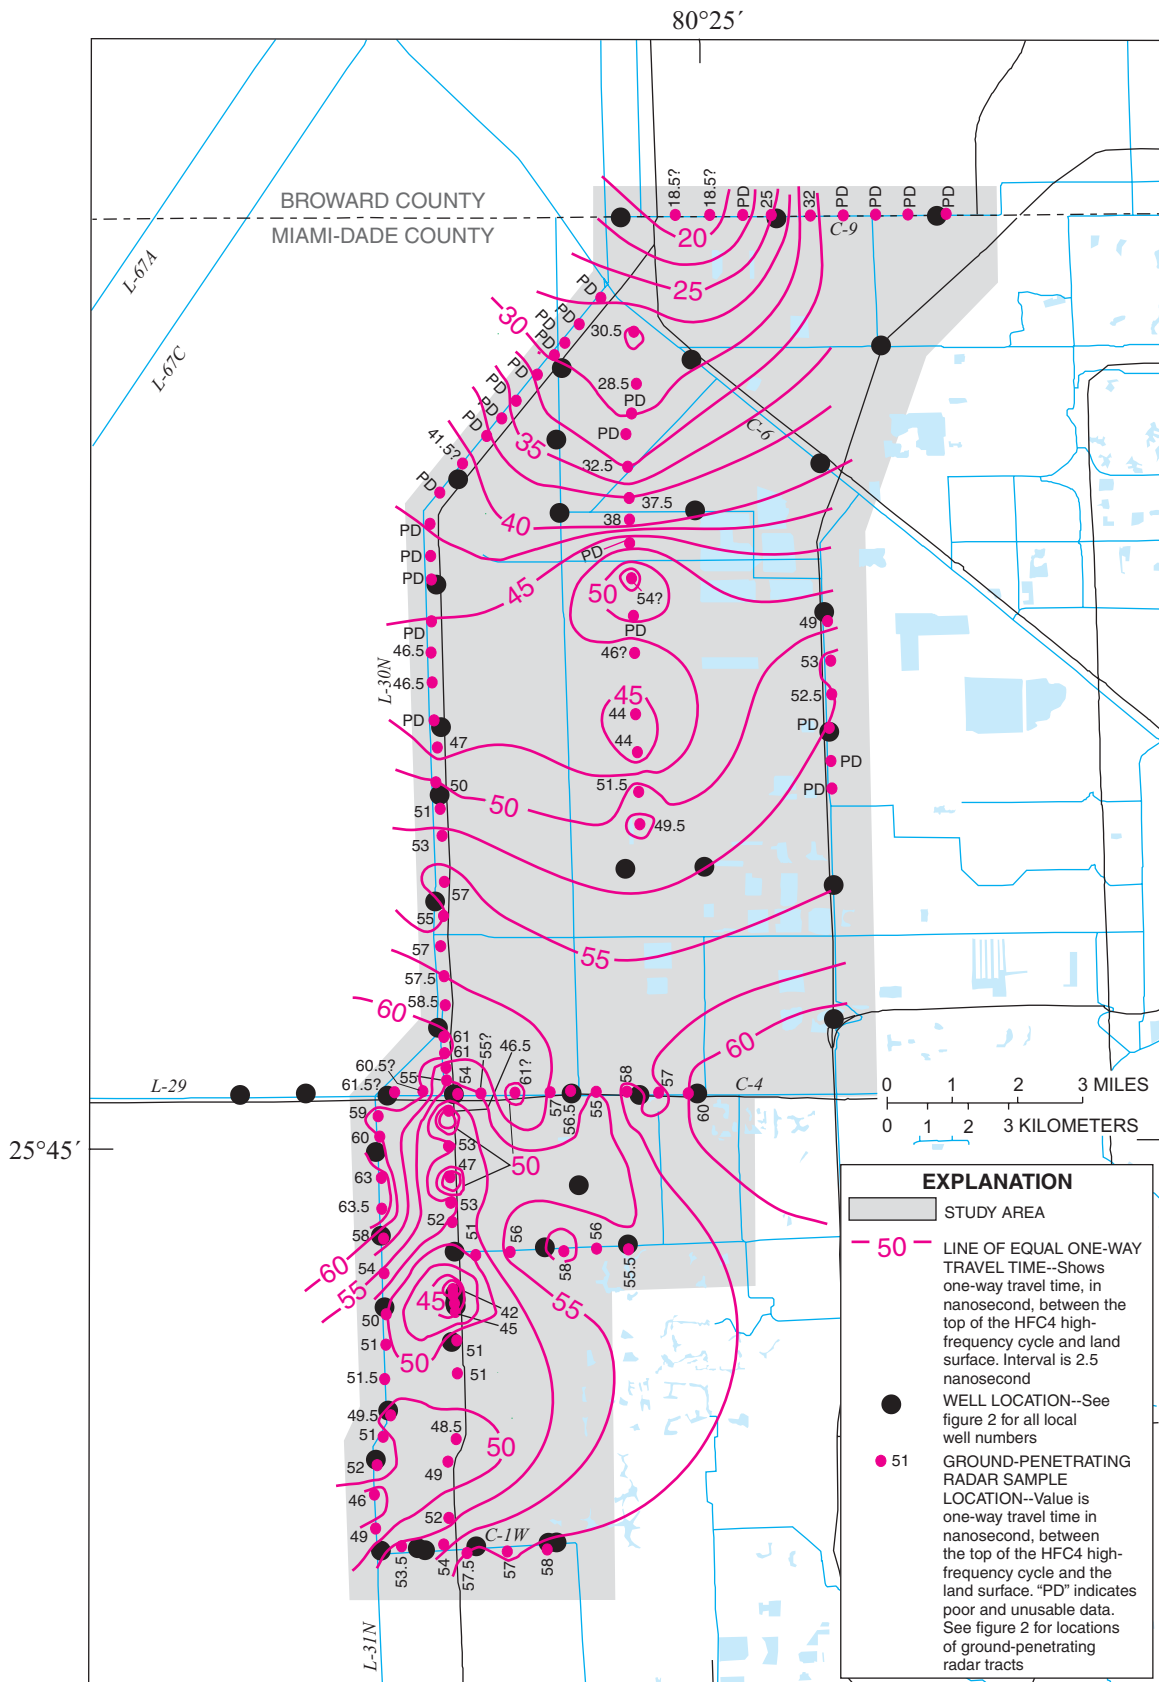 80°25´
BROWARD COUNTY
MIAMI-DADE COUNTY
L-67A
L-67C
18.5?
18.5?
PD
25
32
PD
PD
PD
PD
C-9
20
25
PD
PD
PD
PD
PD
PD
PD
41.5?
PD
30
30.5
28.5
PD
PD
C-6
35
32.5
37.5
38
40
PD
PD
PD
PD
45
50
54?
PD
PD
46.5
46?
46.5
L-30N
49
53
52.5
45
44
PD
PD
47
44
PD
50
51.5
PD
51
50
49.5
53
57
55
57
55
57.5
58.5
60
61
61
60
46.5
55?
60.5?
61.5?
55
54
61?
57
56.5
55
58
57
60
L-29
C-4
0 1 2 3 MILES
0 1 2 3 KILOMETERS
25°45´
59
60
53
50
47
63
63.5
53
52
51
56
58
56
55.5
58
60
54
55
45
42
45
55
50
51
50
51
51
51.5
49.5
51
48.5
50
52
49
46
52
49
C-1W
53.5
54
57.5
57
58
L-31N
EXPLANATION
STUDY AREA
50
LINE OF EQUAL ONE-WAY
TRAVEL TIME--Shows
one-way travel time, in
nanosecond, between the
top of the HFC4 high-
frequency cycle and land
surface. Interval is 2.5
nanosecond
WELL LOCATION--See
figure 2 for all local
well numbers
51
GROUND-PENETRATING
RADAR SAMPLE
LOCATION--Value is
one-way travel time in
nanosecond, between
the top of the HFC4 high-
frequency cycle and the
land surface. “PD” indicates
poor and unusable data.
See figure 2 for locations
of ground-penetrating
radar tracts